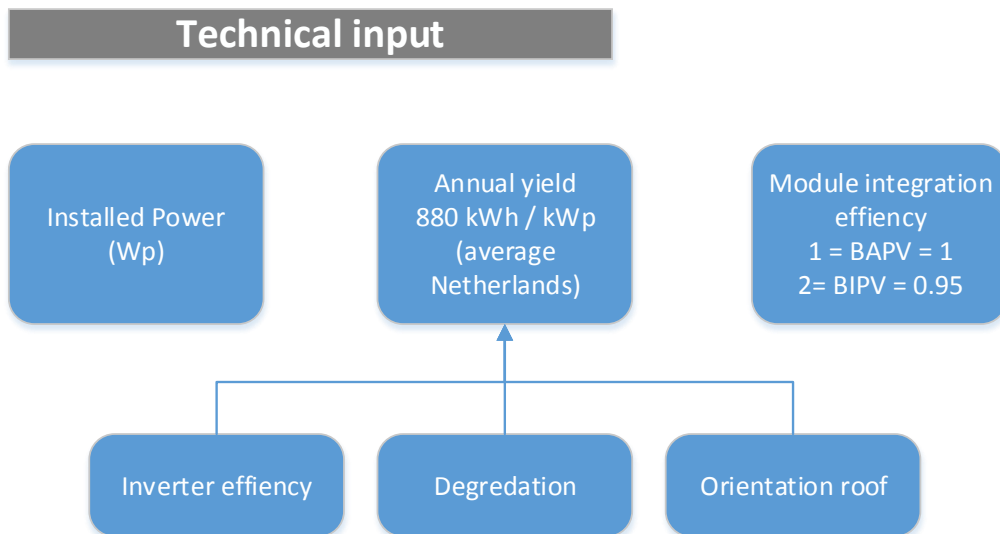 Technical input
Installed Power
(Wp)
Annual yield
880 kWh / kWp
(average
Netherlands)
Module integration
effiency
1 = BAPV = 1
2= BIPV = 0.95
Inverter effiency
Degredation
Orientation roof